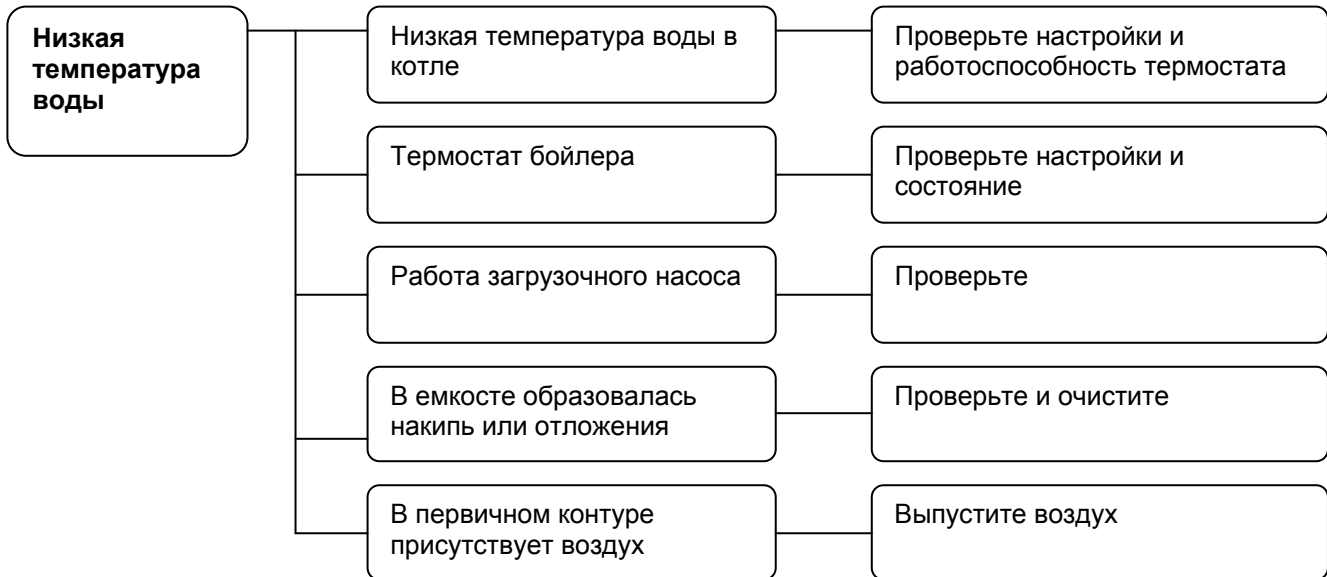 Низкая
температура
воды
Низкая температура воды в
котле
Проверьте настройки и
работоспособность термостата
Термостат бойлера
Проверьте настройки и
состояние
Работа загрузочного насоса
Проверьте
В емкосте образовалась
накипь или отложения
Проверьте и очистите
В первичном контуре
присутствует воздух
Выпустите воздух